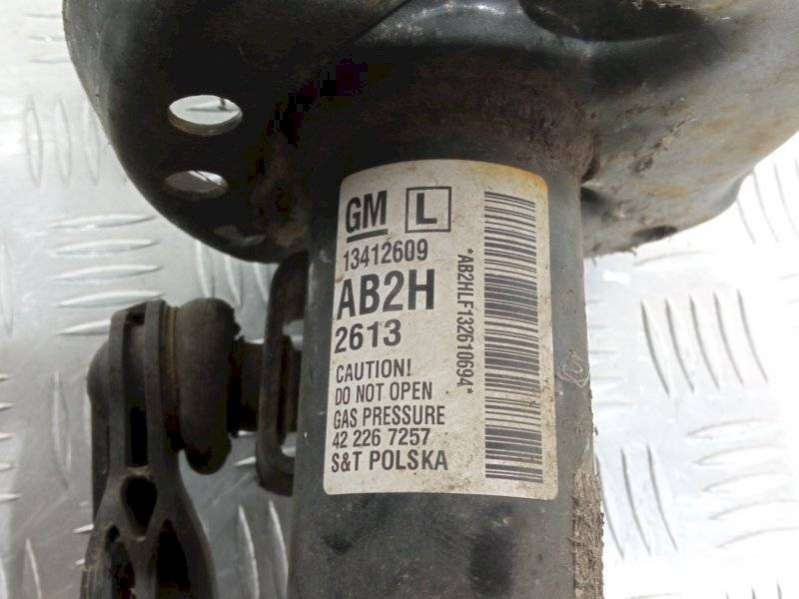 GM L
13412609
AB2H
2613
CAUTION!
DO NOT OPEN
GAS PRESSURE
42 226 7257
S&T POLSKA
*AB2HLF132610694*